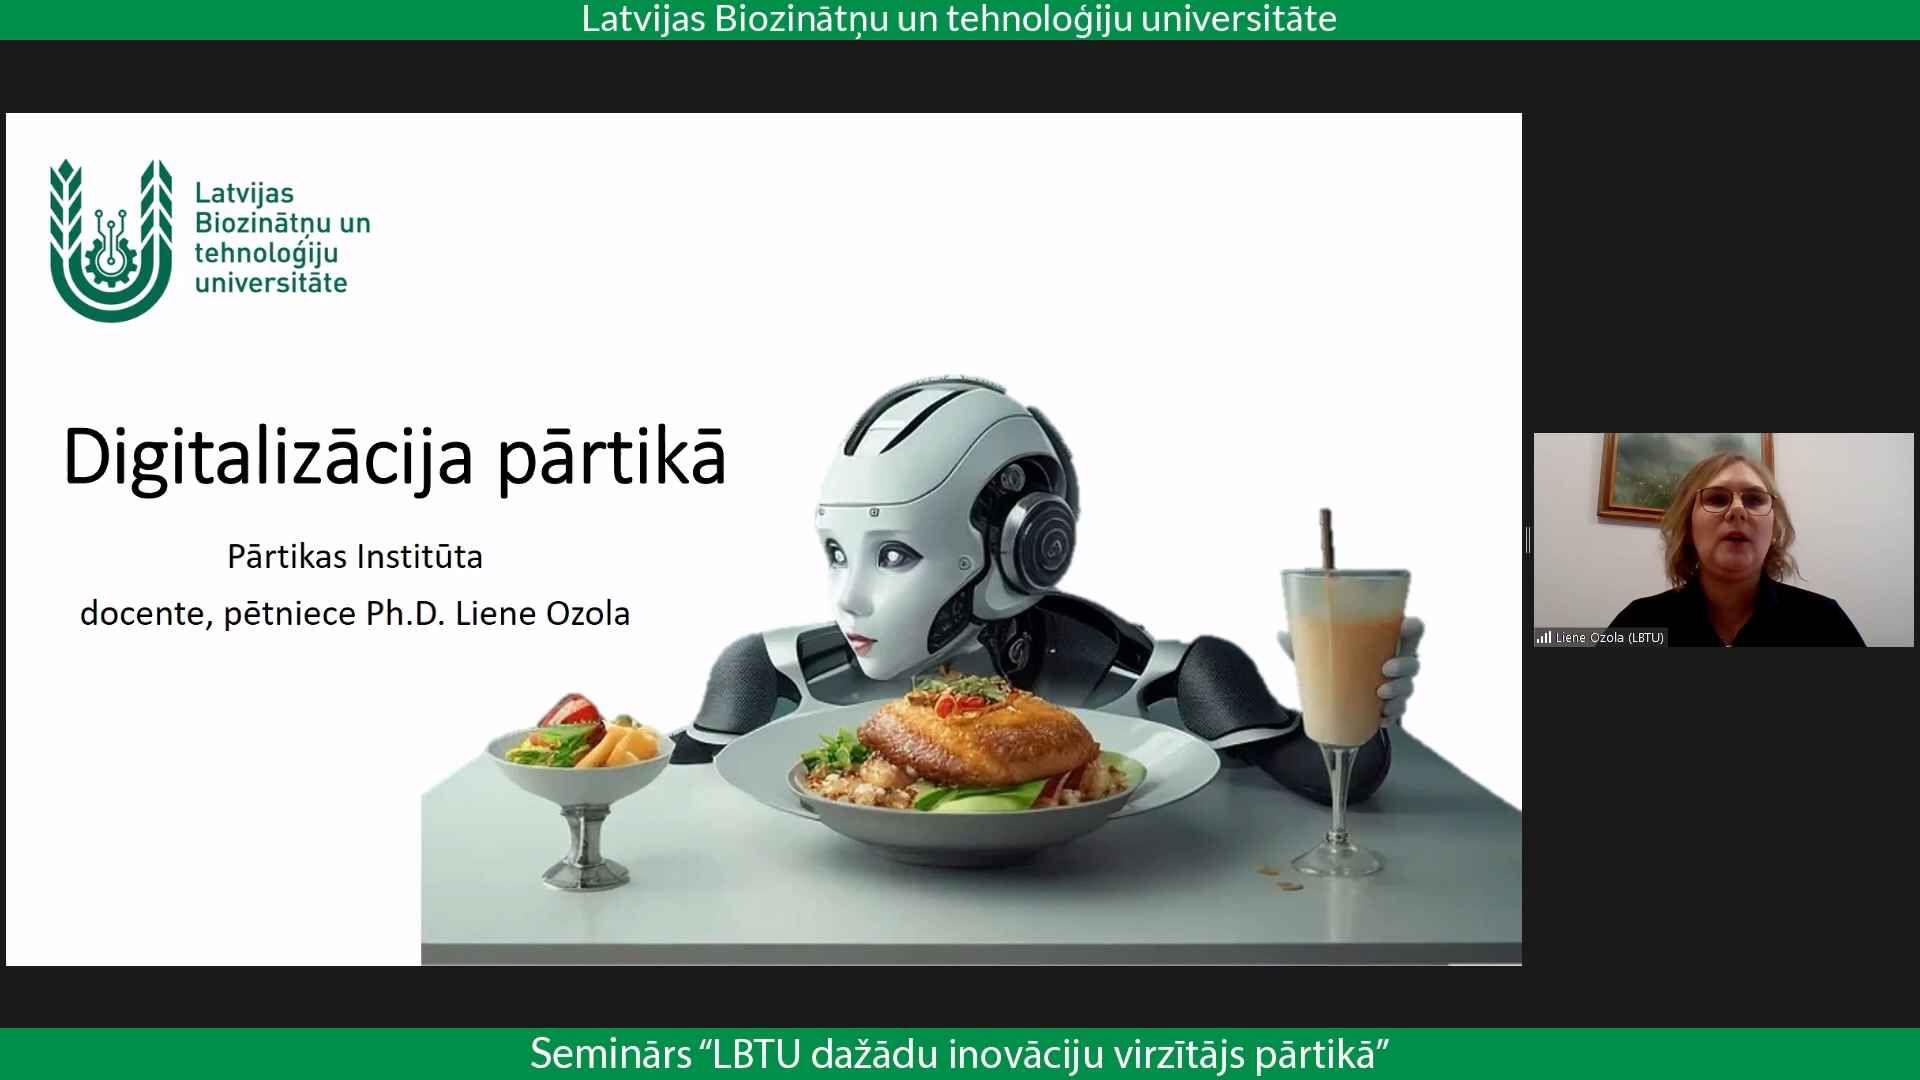 Latvijas Biozinātņu un tehnoloģiju universitāte
Latvijas
Biozinātņu un
tehnoloģiju
universitāte
Digitalizācija pārtikā
Pārtikas Institūta
docente, pētniece Ph.D. Liene Ozola
Liene Ozola (LBTU)
Seminārs “LBTU dažādu inovāciju virzītājs pārtikā”